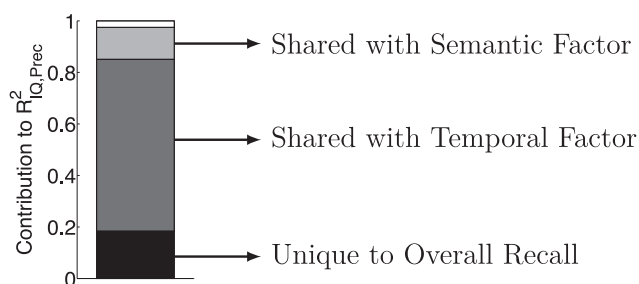 1
0.8
0.6
0.4
0.2
0
Contribution to R²IQ,Prec
Shared with Semantic Factor
Shared with Temporal Factor
Unique to Overall Recall